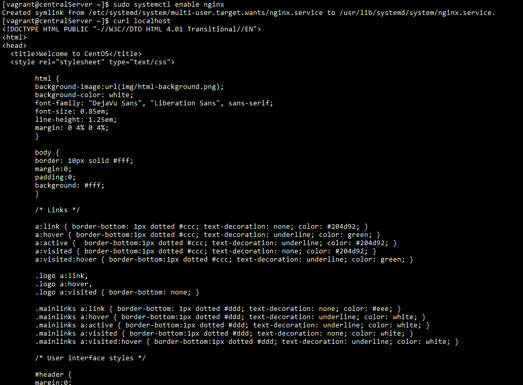 [vagrant@centralServer ~]$ sudo systemctl enable nginx
Created symlink from /etc/systemd/system/multi-user.target.wants/nginx.service to /usr/lib/systemd/system/nginx.service.
[vagrant@centralServer ~]$ curl localhost
<!DOCTYPE HTML PUBLIC "-//W3C//DTD HTML 4.01 Transitional//EN">
<html>
<head>
  <title>Welcome to CentOS</title>
  <style rel="stylesheet" type="text/css">

        html {
        background-image:url(img/html-background.png);
        background-color: white;
        font-family: "DejaVu Sans", "Liberation Sans", sans-serif;
        font-size: 0.85em;
        line-height: 1.25em;
        margin: 0 4% 0 4%;
        }

        body {
        border: 10px solid #fff;
        margin:0;
        padding:0;
        background: #fff;
        }

        /* Links */

        a:link { border-bottom: 1px dotted #ccc; text-decoration: none; color: #204d92; }
        a:hover { border-bottom:1px dotted #ccc; text-decoration: underline; color: green; }
        a:active {  border-bottom:1px dotted #ccc; text-decoration: underline; color: #204d92; }
        a:visited { border-bottom:1px dotted #ccc; text-decoration: none; color: #204d92; }
        a:visited:hover { border-bottom:1px dotted #ccc; text-decoration: underline; color: green; }

        .logo a:link,
        .logo a:hover,
        .logo a:visited { border-bottom: none; }

        .mainlinks a:link { border-bottom: 1px dotted #ddd; text-decoration: none; color: #eee; }
        .mainlinks a:hover { border-bottom:1px dotted #ddd; text-decoration: underline; color: white; }
        .mainlinks a:active { border-bottom:1px dotted #ddd; text-decoration: underline; color: white; }
        .mainlinks a:visited { border-bottom:1px dotted #ddd; text-decoration: none; color: white; }
        .mainlinks a:visited:hover { border-bottom:1px dotted #ddd; text-decoration: underline; color: white; }

        /* User interface styles */

        #header {
        margin:0;